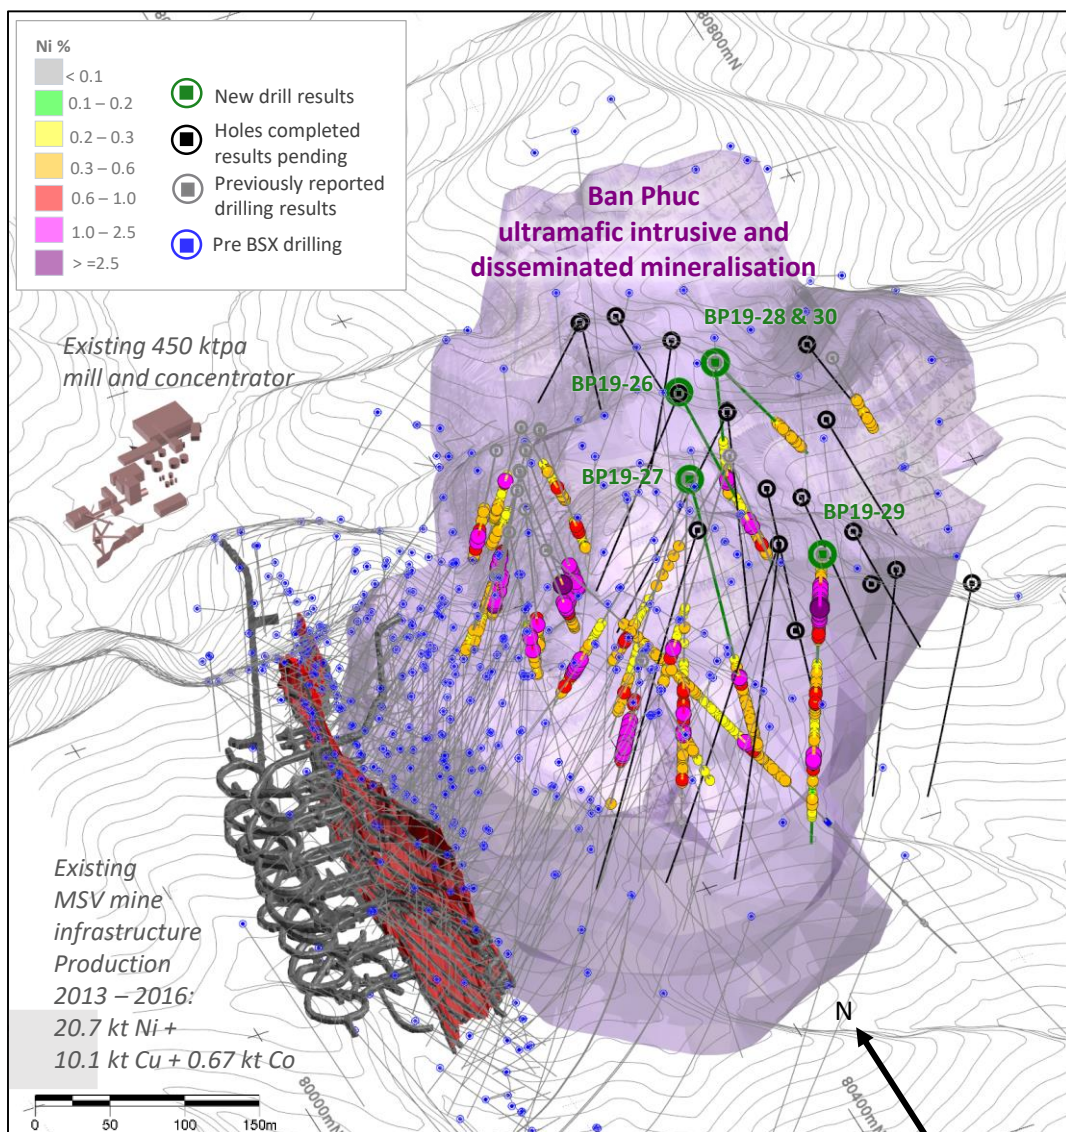 Ni %
< 0.1
0.1 – 0.2
0.2 – 0.3
0.3 – 0.6
0.6 – 1.0
1.0 – 2.5
> =2.5
New drill results
Holes completed
results pending
Previously reported
drilling results
Pre BSX drilling
80800mN
Ban Phuc
ultramafic intrusive and
disseminated mineralisation
BP19-28 & 30
BP19-26
BP19-27
BP19-29
Existing 450 ktpa
mill and concentrator
Existing
MSV mine
infrastructure
Production
2013 – 2016:
20.7 kt Ni +
10.1 kt Cu + 0.67 kt Co
N
0
50
100
150m
80000mN
80400mN